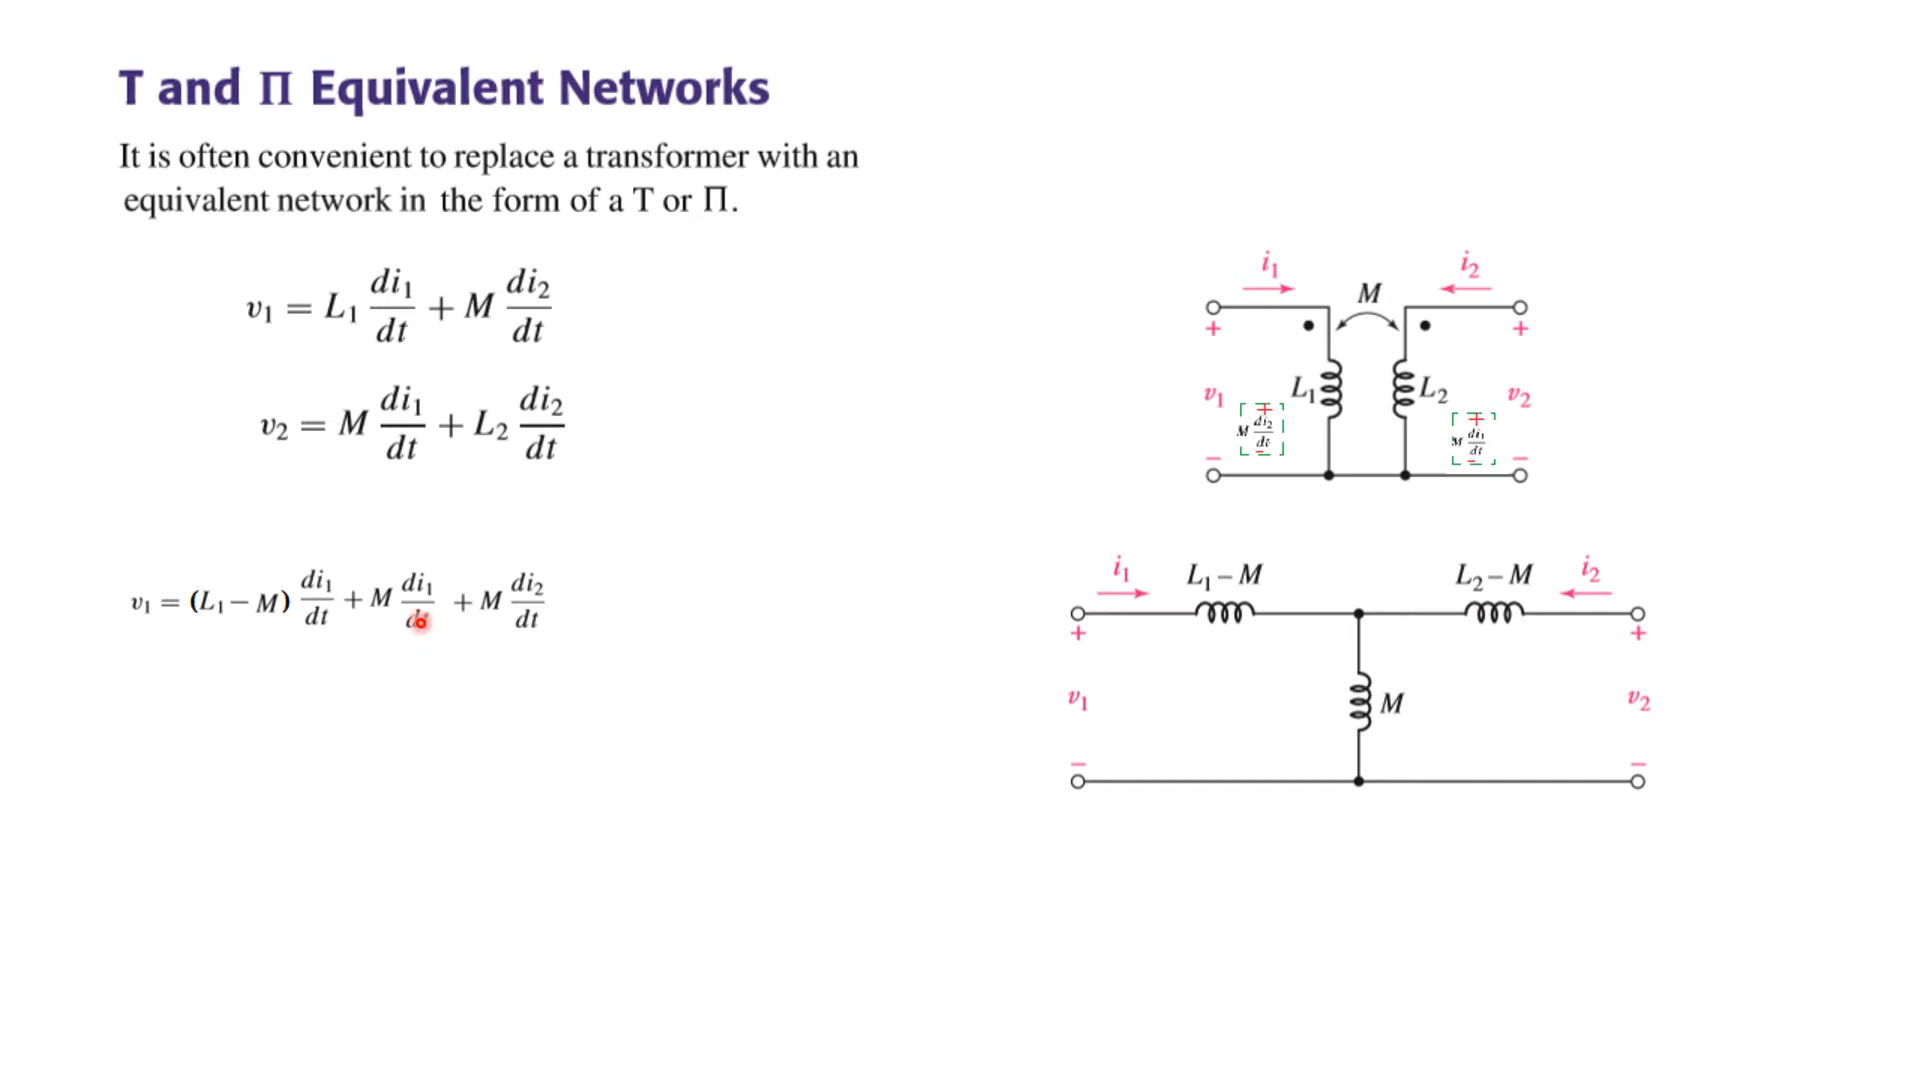 T and Π Equivalent Networks
It is often convenient to replace a transformer with an
equivalent network in the form of a T or Π.
v₁ = L₁ di₁/dt + M di₂/dt
v₂ = M di₁/dt + L₂ di₂/dt
v₁ = (L₁ − M) di₁/dt + M di₁/dt + M di₂/dt
i₁ M i₂
+ +
v₁ L₁ L₂ v₂
+ +
M di₂/dt M di₁/dt
− −
− −
i₁ L₁ − M L₂ − M i₂
+ +
v₁ M v₂
− −